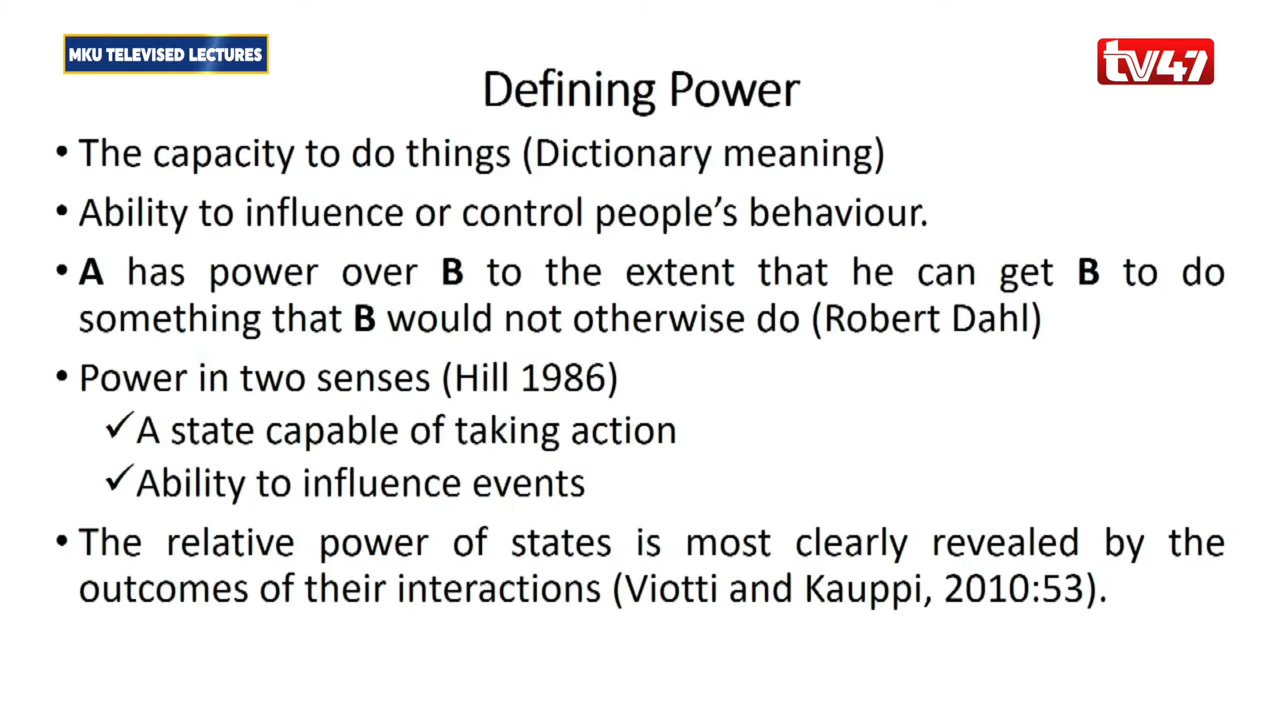 MKU TELEVISED LECTURES
tv47
Defining Power
• The capacity to do things (Dictionary meaning)
• Ability to influence or control people’s behaviour.
• A has power over B to the extent that he can get B to do
something that B would not otherwise do (Robert Dahl)
• Power in two senses (Hill 1986)
✓A state capable of taking action
✓Ability to influence events
• The relative power of states is most clearly revealed by the
outcomes of their interactions (Viotti and Kauppi, 2010:53).